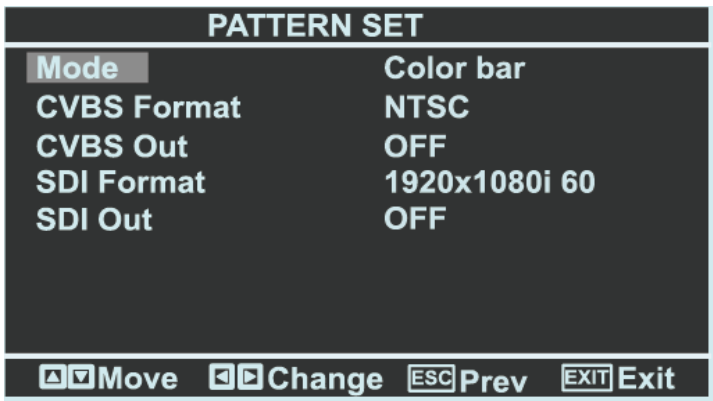 PATTERN SET
Mode Color bar
CVBS Format NTSC
CVBS Out OFF
SDI Format 1920x1080i 60
SDI Out OFF
Move Change ESC Prev EXIT Exit